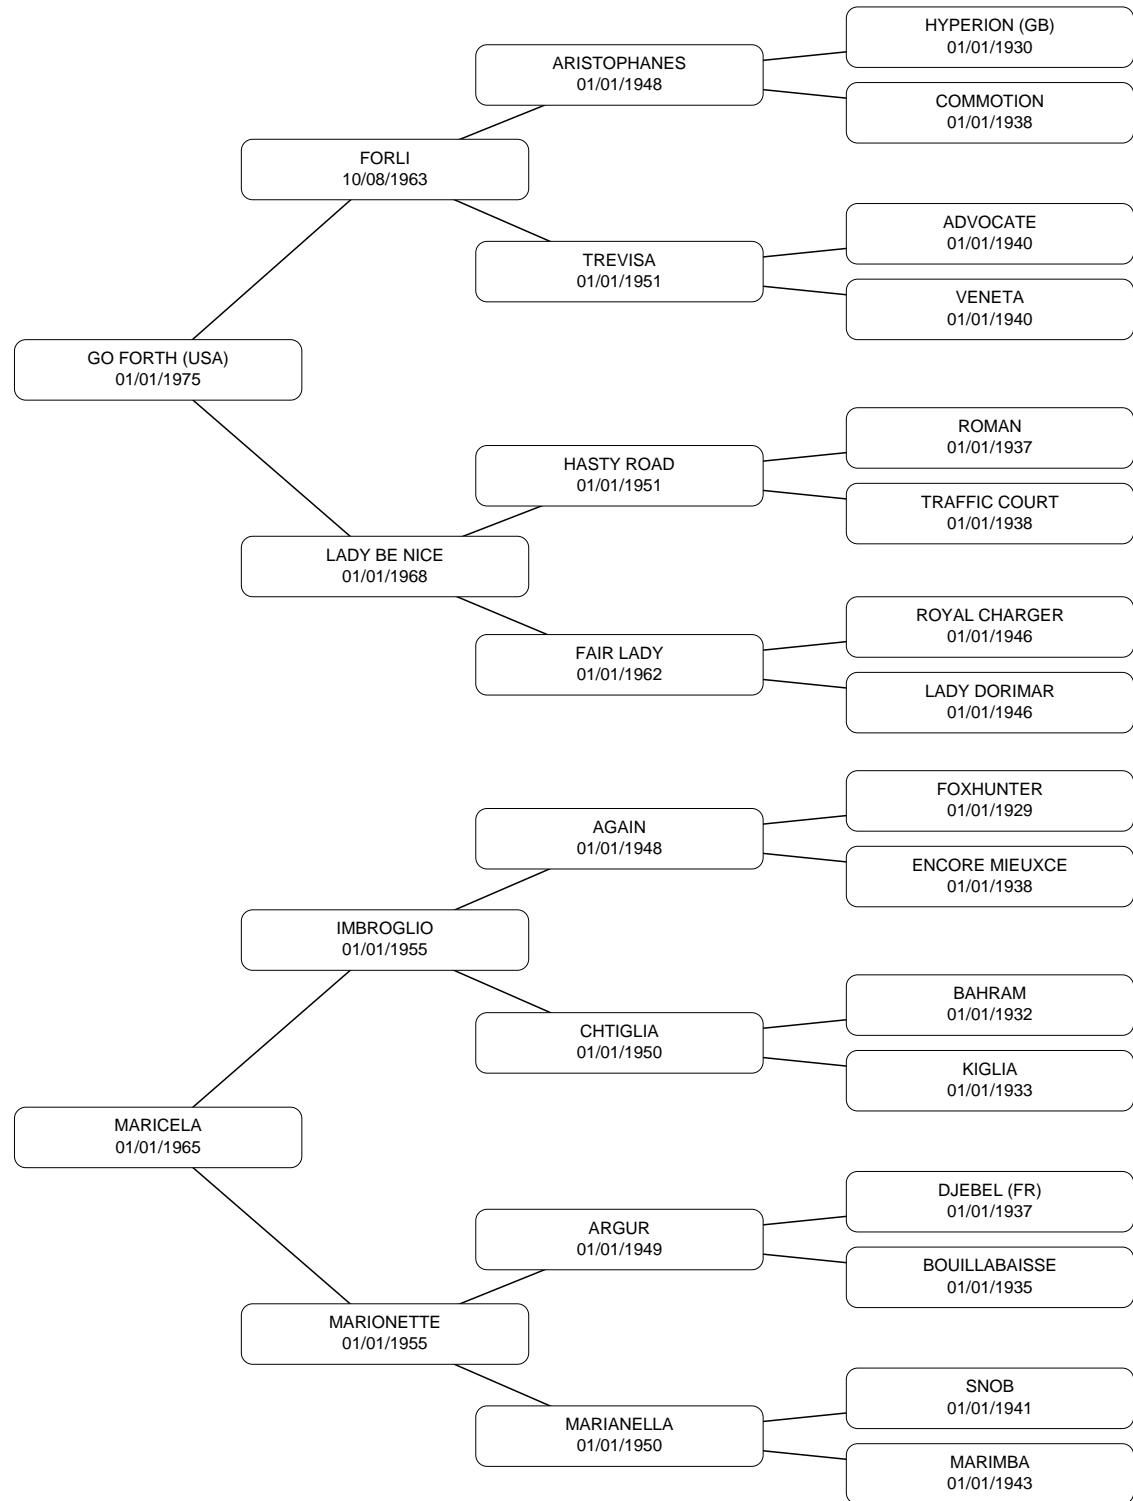 HYPERION (GB)
01/01/1930
ARISTOPHANES
01/01/1948
COMMOTION
01/01/1938
FORLI
10/08/1963
ADVOCATE
01/01/1940
TREVISA
01/01/1951
VENETA
01/01/1940
GO FORTH (USA)
01/01/1975
ROMAN
01/01/1937
HASTY ROAD
01/01/1951
TRAFFIC COURT
01/01/1938
LADY BE NICE
01/01/1968
ROYAL CHARGER
01/01/1946
FAIR LADY
01/01/1962
LADY DORIMAR
01/01/1946
FOXHUNTER
01/01/1929
AGAIN
01/01/1948
ENCORE MIEUXCE
01/01/1938
IMBROGLIO
01/01/1955
BAHRAM
01/01/1932
CHTIGLIA
01/01/1950
KIGLIA
01/01/1933
MARICELA
01/01/1965
DJEBEL (FR)
01/01/1937
ARGUR
01/01/1949
BOUILLABAISSE
01/01/1935
MARIONETTE
01/01/1955
SNOB
01/01/1941
MARIANELLA
01/01/1950
MARIMBA
01/01/1943